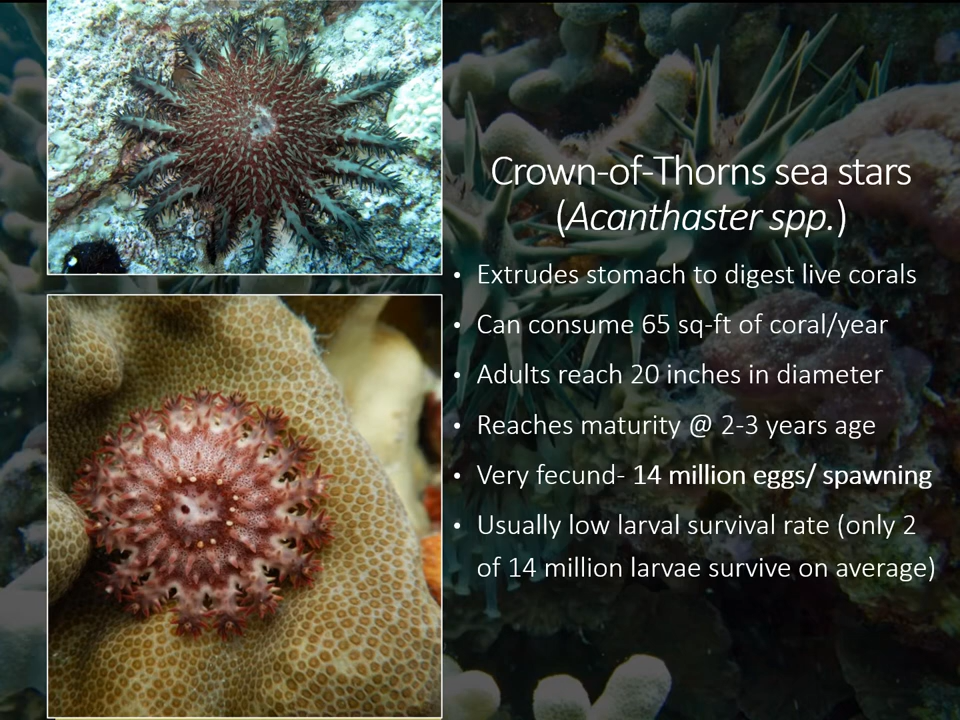 Crown-of-Thorns sea stars
(Acanthaster spp.)
• Extrudes stomach to digest live corals
• Can consume 65 sq-ft of coral/year
• Adults reach 20 inches in diameter
• Reaches maturity @ 2-3 years age
• Very fecund- 14 million eggs/ spawning
• Usually low larval survival rate (only 2
of 14 million larvae survive on average)